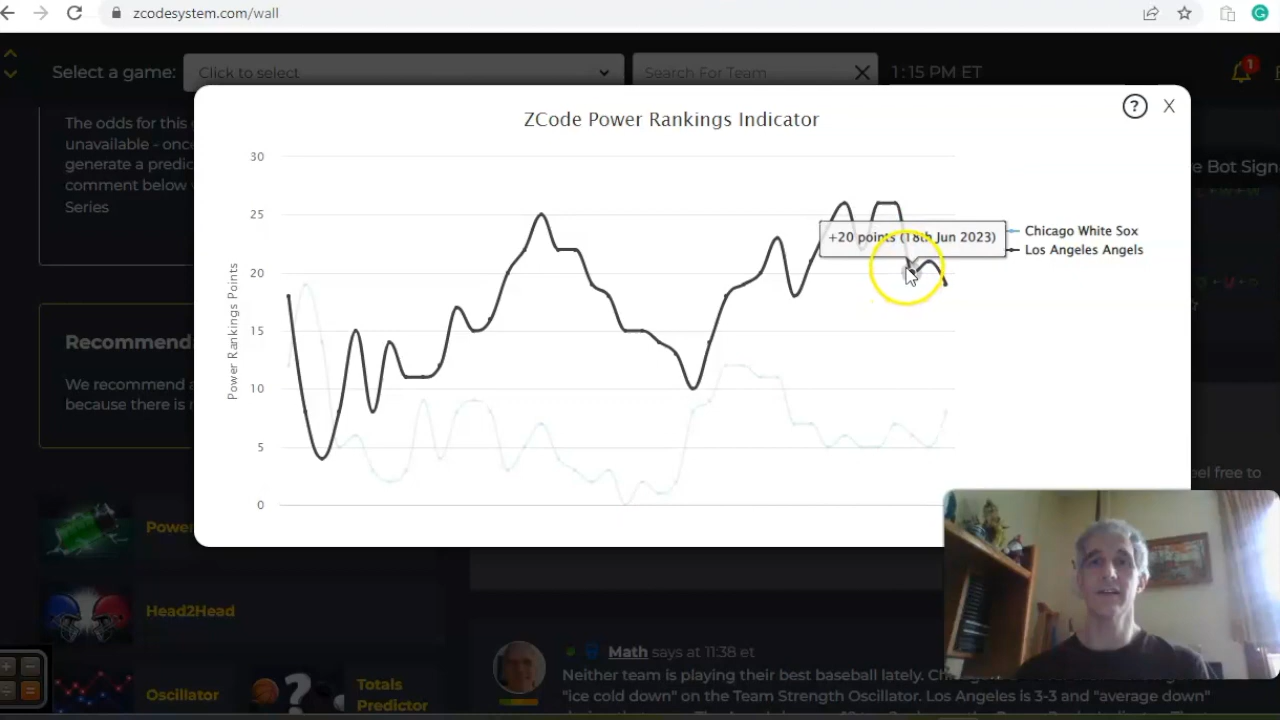 zcodesystem.com/wall
Select a game:
Click to select
Search For Team
1:15 PM ET
1
The odds for this
unavailable - once
generate a predic
comment below
Series
ZCode Power Rankings Indicator
?
X
Power Rankings Points
30
25
20
15
10
5
0
+20 points (18th Jun 2023)
Chicago White Sox
Los Angeles Angels
e Bot Sign
Recommend
We recommend a
because there is
eel free to
Power
Head2Head
Oscillator
Totals
Predictor
Math says at 11:38 et
Neither team is playing their best baseball lately.
"ice cold down" on the Team Strength Oscillator. Los Angeles is 3-3 and "average down"